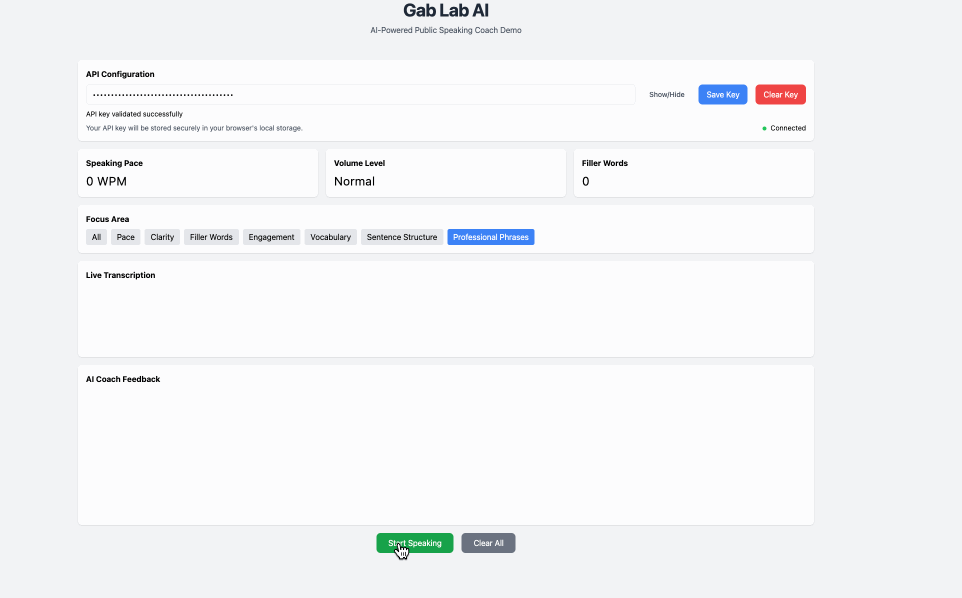 Gab Lab AI
AI-Powered Public Speaking Coach Demo
API Configuration
••••••••••••••••••••••••••••••••••••••• Show/Hide Save Key Clear Key
API key validated successfully
Your API key will be stored securely in your browser's local storage. Connected
Speaking Pace Volume Level Filler Words
0 WPM Normal 0
Focus Area
All Pace Clarity Filler Words Engagement Vocabulary Sentence Structure Professional Phrases
Live Transcription
AI Coach Feedback
Start Speaking Clear All